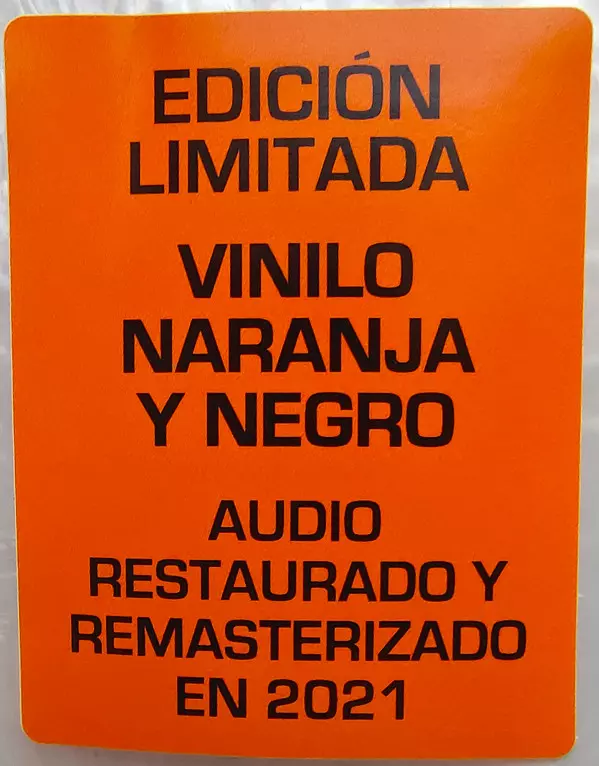 EDICIÓN
LIMITADA
VINILO
NARANJA
Y NEGRO
AUDIO
RESTAURADO Y
REMASTERIZADO
EN 2021